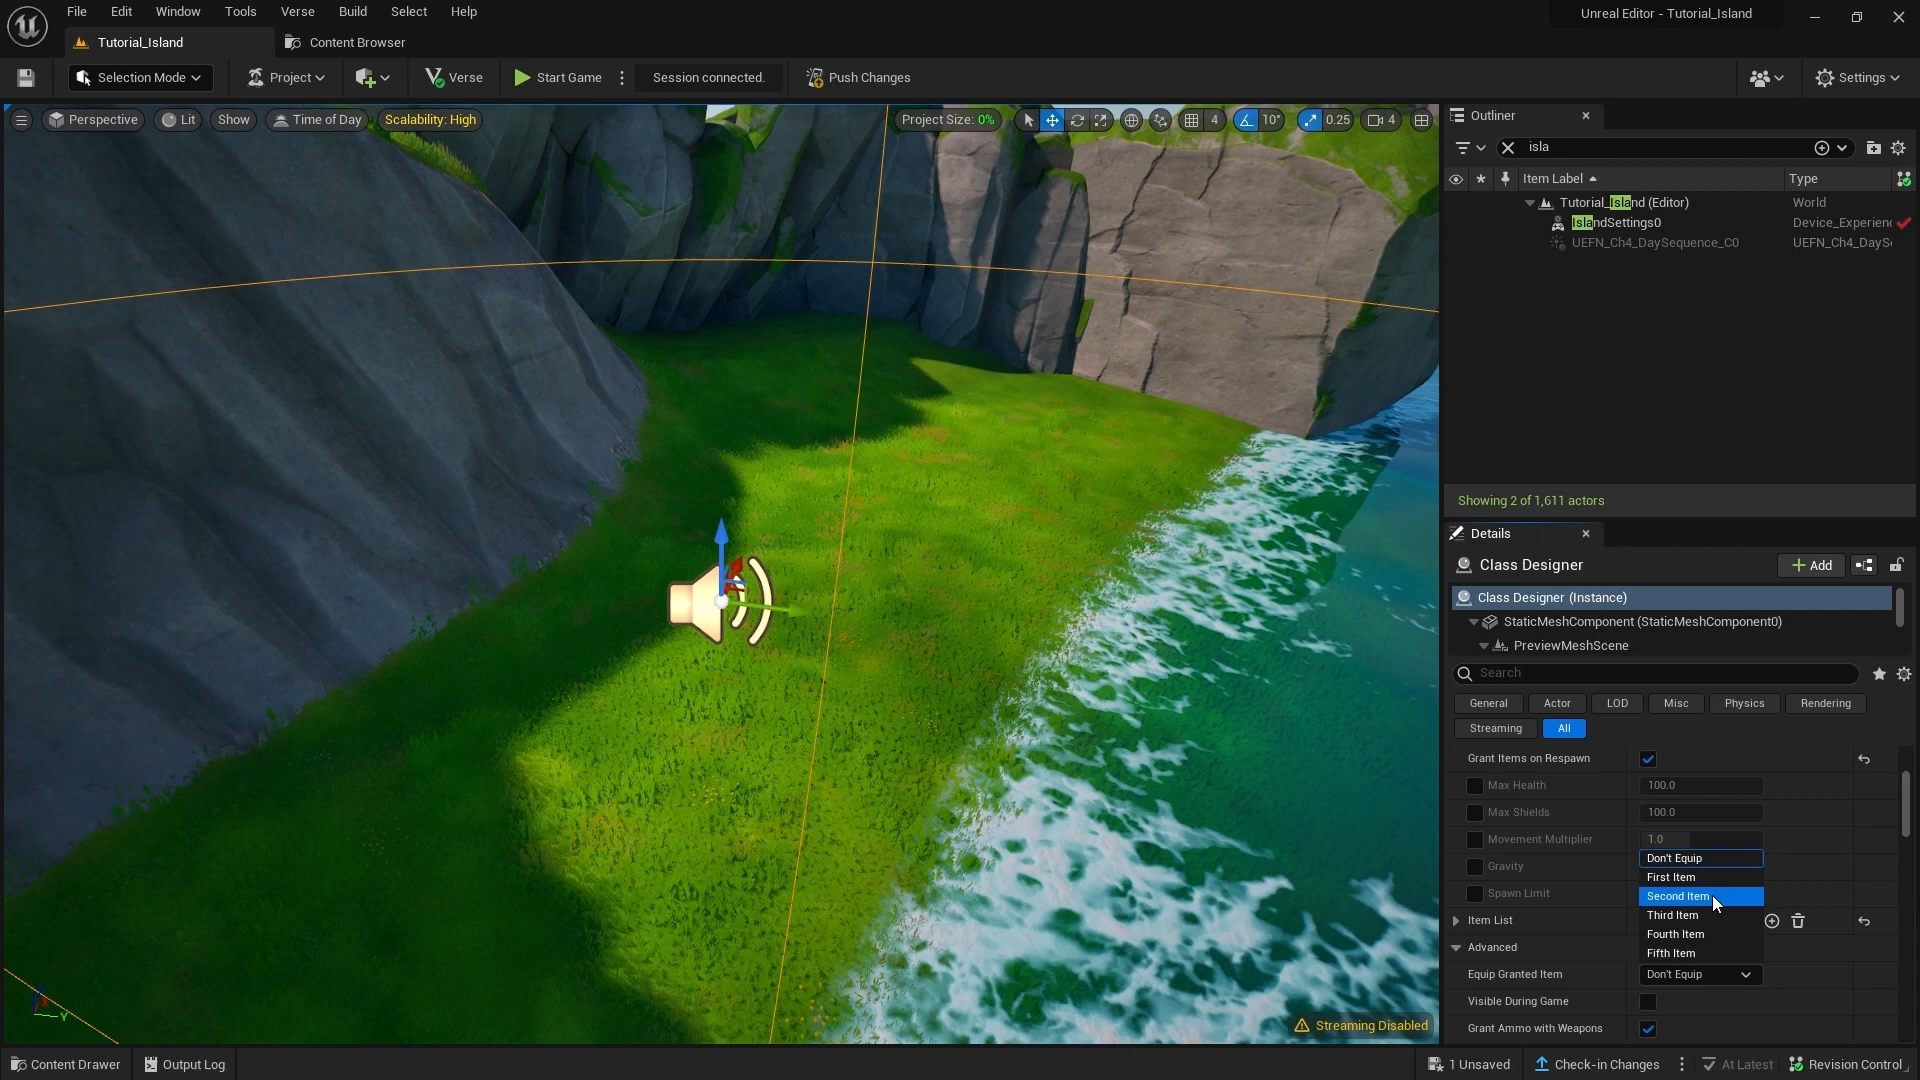 File Edit Window Tools Verse Build Select Help
Unreal Editor - Tutorial_Island
Tutorial_Island
Content Browser
Selection Mode
Project
Verse
Start Game
Session connected.
Push Changes
Settings
Perspective
Lit
Show
Time of Day
Scalability: High
Project Size: 0%
4
10°
0.25
4
Outliner
isla
Item Label
Type
Tutorial_Island (Editor)
World
IslandSettings0
Device_Experienc
UEFN_Ch4_DaySequence_C0
UEFN_Ch4_DayS
Showing 2 of 1,611 actors
Details
Class Designer
Add
Class Designer (Instance)
StaticMeshComponent (StaticMeshComponent0)
PreviewMeshScene
Search
General
Actor
LOD
Misc
Physics
Rendering
Streaming
All
Grant Items on Respawn
Max Health
100.0
Max Shields
100.0
Movement Multiplier
1.0
Gravity
Spawn Limit
Don't Equip
First Item
Second Item
Third Item
Fourth Item
Fifth Item
Item List
Advanced
Equip Granted Item
Don't Equip
Visible During Game
Grant Ammo with Weapons
Y
Streaming Disabled
Content Drawer
Output Log
1 Unsaved
Check-in Changes
At Latest
Revision Control